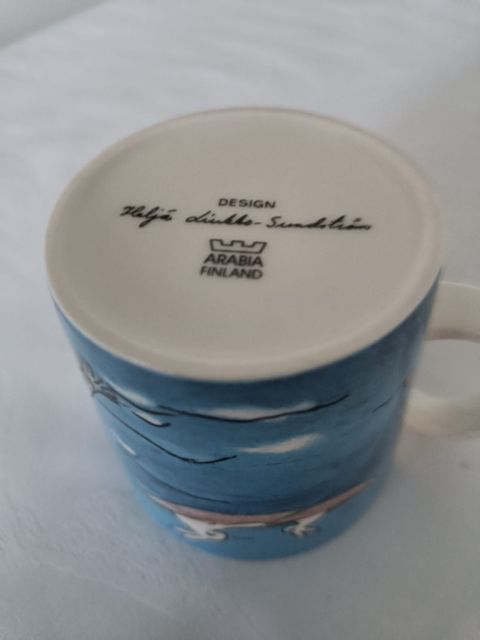 DESIGN
Heljä Liukko-Sundström
ARABIA
FINLAND